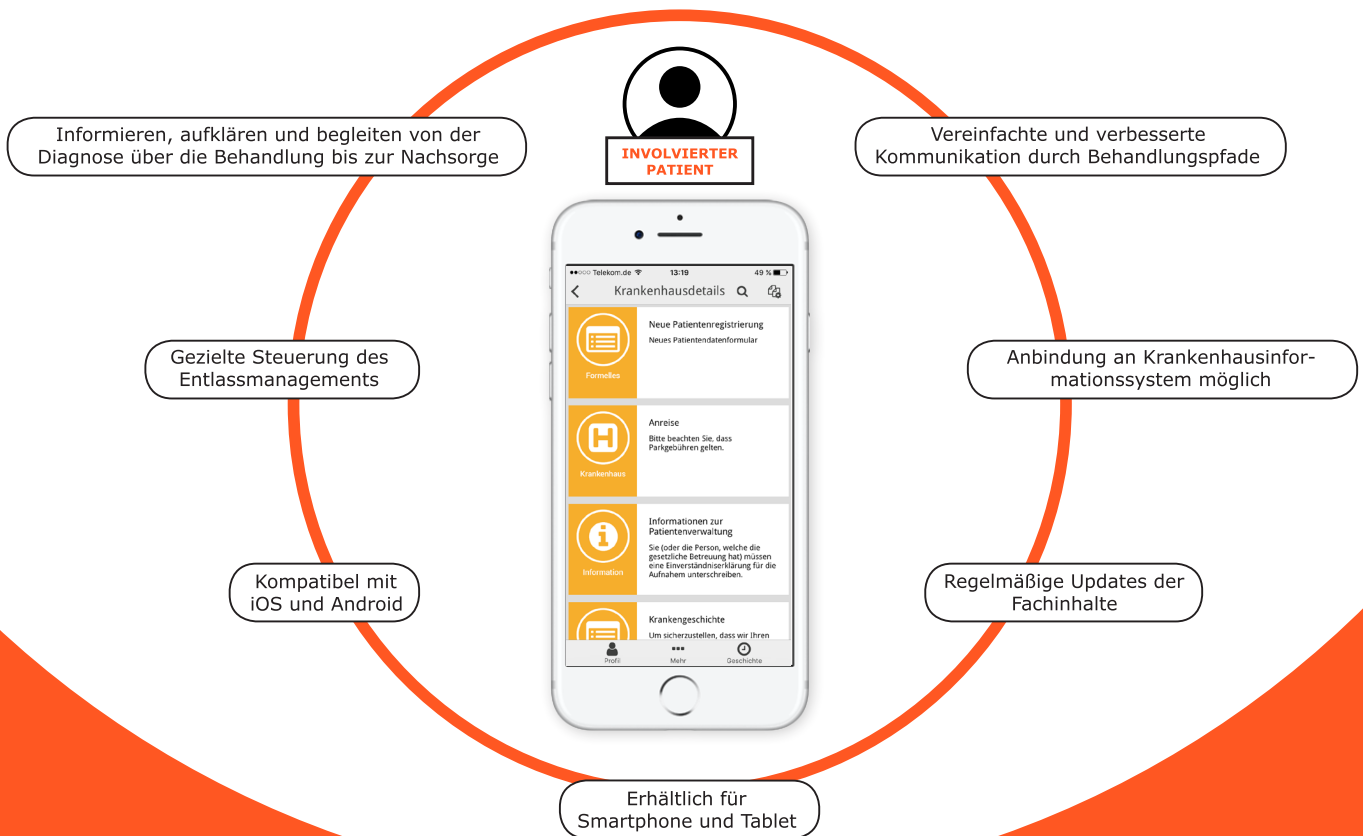 INVOLVIERTER
PATIENT
Informieren, aufklären und begleiten von der
Diagnose über die Behandlung bis zur Nachsorge
Vereinfachte und verbesserte
Kommunikation durch Behandlungspfade
Gezielte Steuerung des
Entlassmanagements
Anbindung an Krankenhausinfor-
mationssystem möglich
Kompatibel mit
iOS und Android
Regelmäßige Updates der
Fachinhalte
Erhältlich für
Smartphone und Tablet
Telekom.de 13:19 49 %
Krankenhausdetails
Formelles
Neue Patientenregistrierung
Neues Patientendatenformular
H
Krankenhaus
Anreise
Bitte beachten Sie, dass
Parkgebühren gelten.
i
Information
Informationen zur
Patientenverwaltung
Sie (oder die Person, welche die
gesetzliche Betreuung hat) müssen
eine Einverständniserklärung für die
Aufnahem unterschreiben.
Krankengeschichte
Um sicherzustellen, dass wir Ihren
Profil Mehr Geschichte